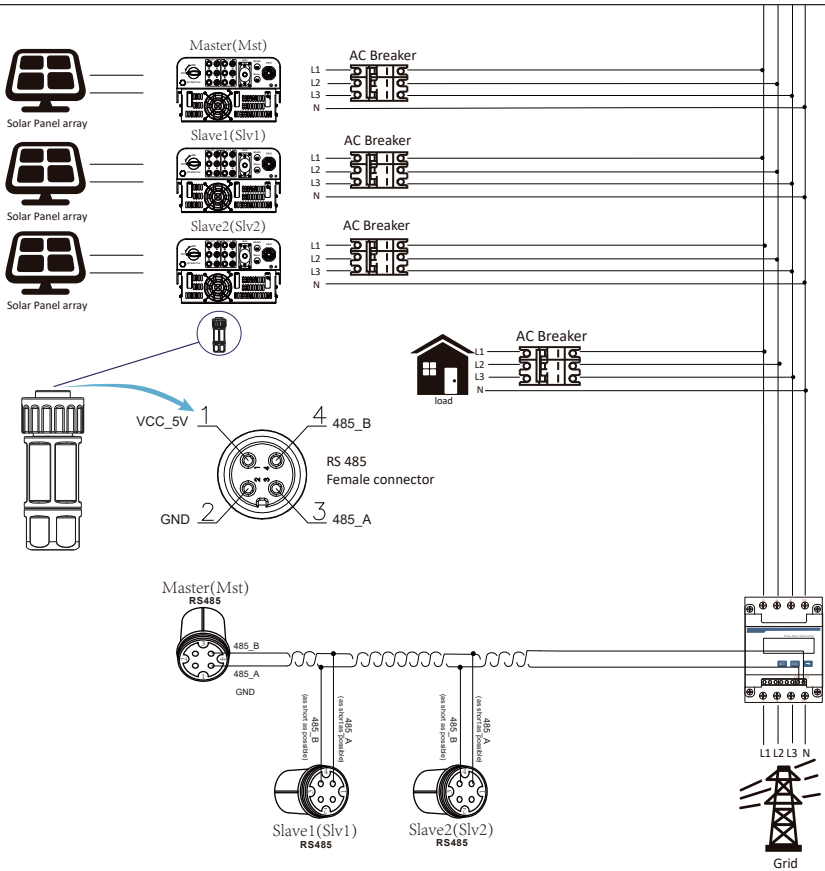 Master(Mst)
AC Breaker
L1
L2
L3
N
Solar Panel array
Slave1(Slv1)
AC Breaker
L1
L2
L3
N
Solar Panel array
Slave2(Slv2)
AC Breaker
L1
L2
L3
N
Solar Panel array
AC Breaker
L1
L2
L3
N
load
VCC_5V
1
4
485_B
1
4
2
3
RS 485
Female connector
GND
2
3
485_A
Master(Mst)
RS485
485_B
485_A
GND
485_B
(as short as possible)
485_A
(as short as possible)
485_B
(as short as possible)
485_A
(as short as possible)
Slave1(Slv1)
RS485
Slave2(Slv2)
RS485
L1 L2 L3 N
Grid